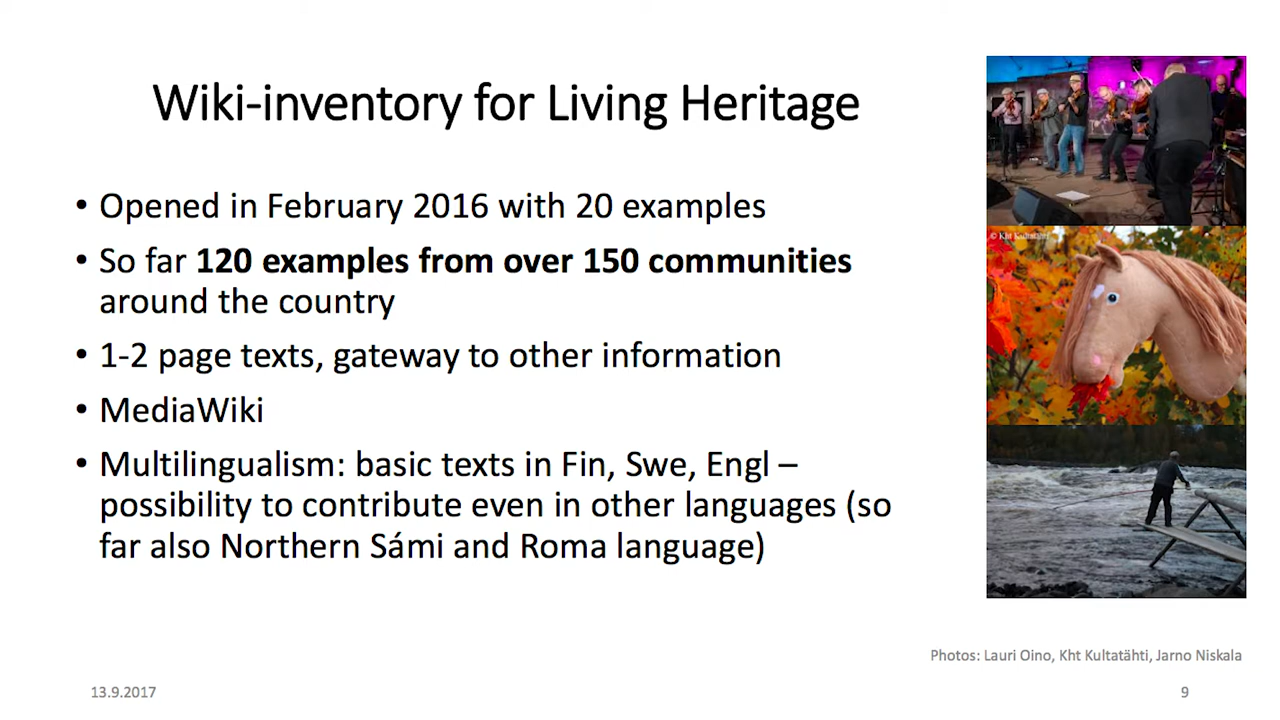 Wiki-inventory for Living Heritage
• Opened in February 2016 with 20 examples
• So far 120 examples from over 150 communities
around the country
• 1-2 page texts, gateway to other information
• MediaWiki
• Multilingualism: basic texts in Fin, Swe, Engl –
possibility to contribute even in other languages (so
far also Northern Sámi and Roma language)
© Kht Kultatähti
Photos: Lauri Oino, Kht Kultatähti, Jarno Niskala
13.9.2017
9